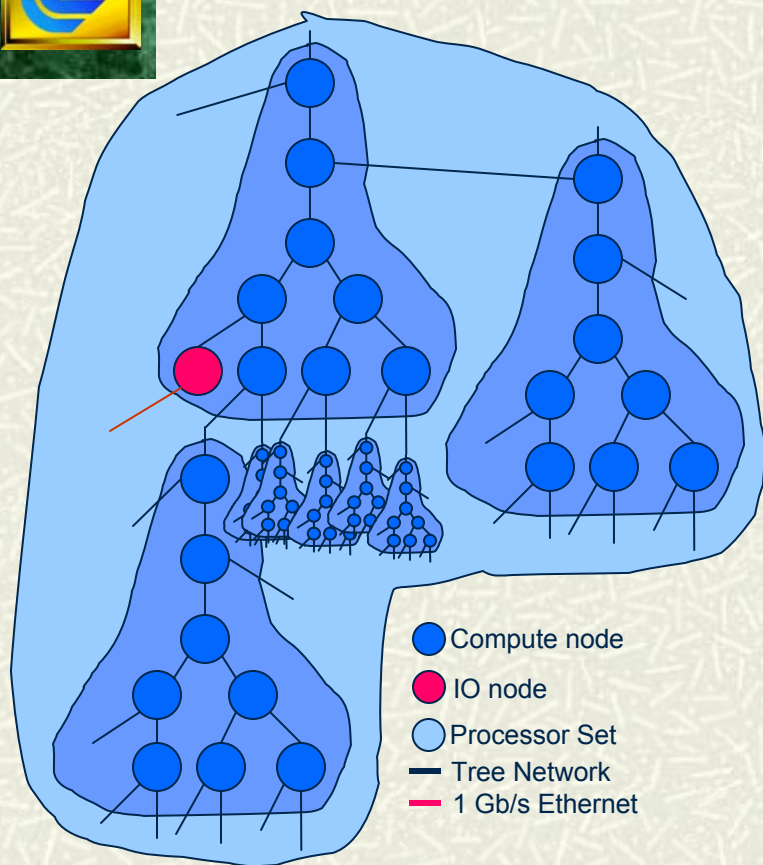 Compute node
IO node
Processor Set
Tree Network
1 Gb/s Ethernet